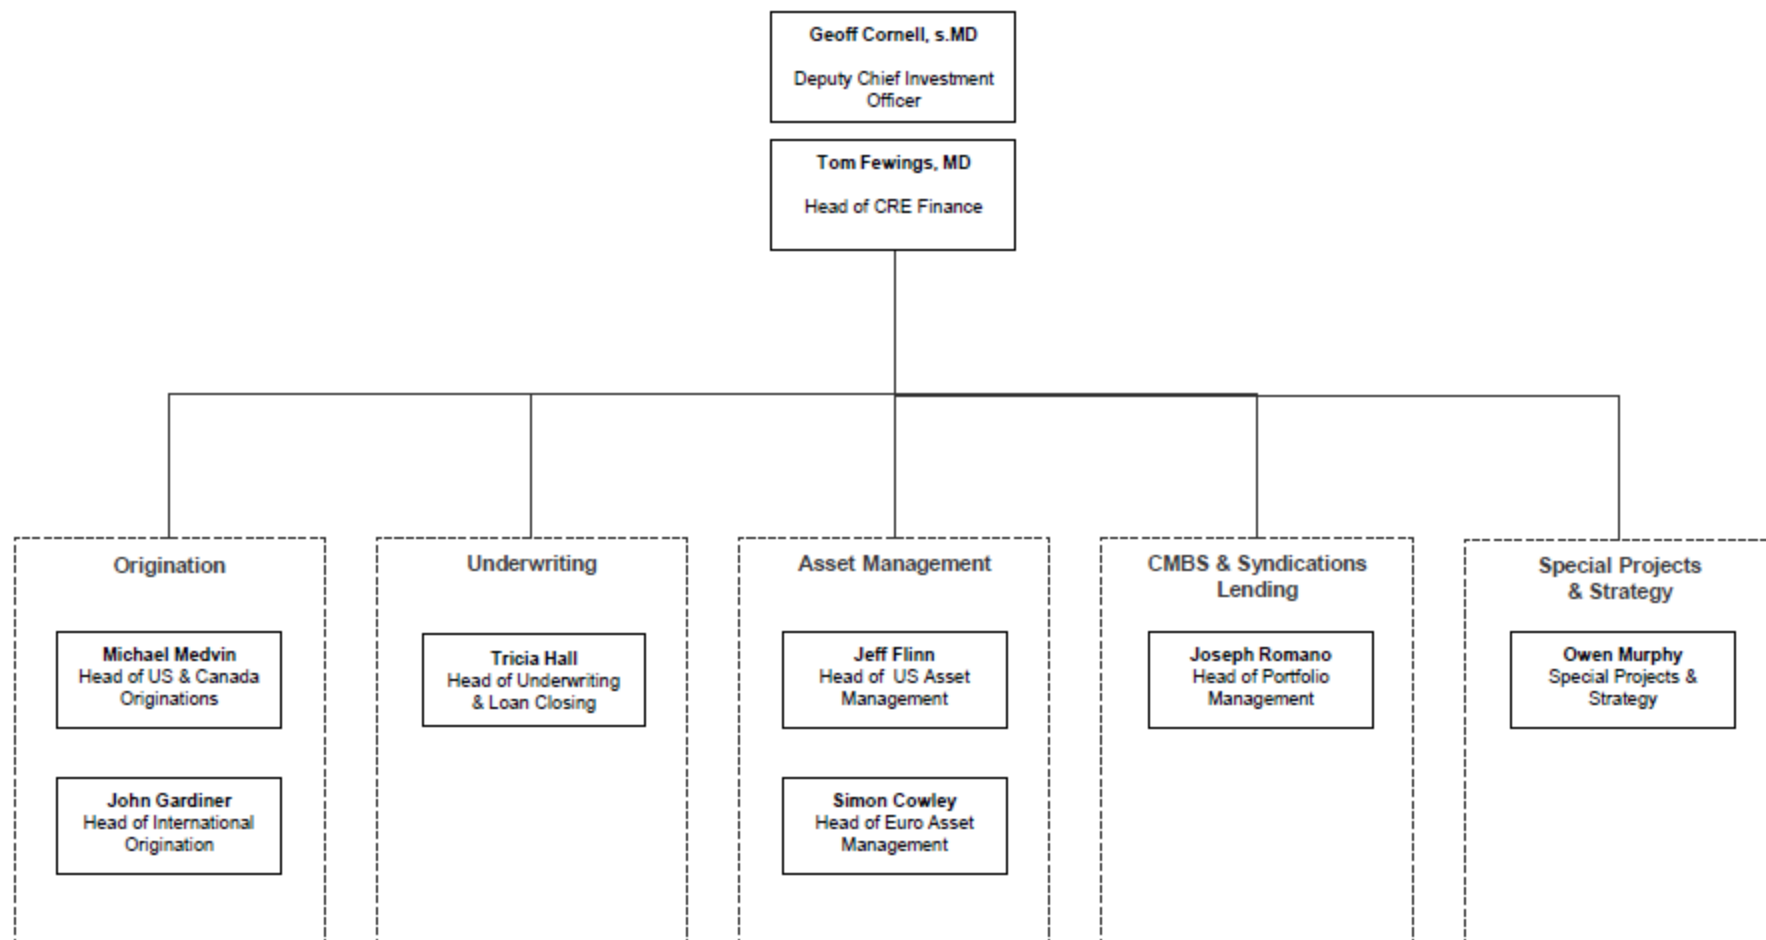 Geoff Cornell, s.MD
Deputy Chief Investment
Officer
Tom Fewings, MD
Head of CRE Finance
Origination
Michael Medvin
Head of US & Canada
Originations
John Gardiner
Head of International
Origination
Underwriting
Tricia Hall
Head of Underwriting
& Loan Closing
Asset Management
Jeff Flinn
Head of US Asset
Management
Simon Cowley
Head of Euro Asset
Management
CMBS & Syndications
Lending
Joseph Romano
Head of Portfolio
Management
Special Projects
& Strategy
Owen Murphy
Special Projects &
Strategy